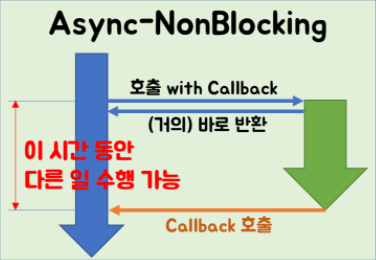 Async-NonBlocking
호출 with Callback
(거의) 바로 반환
이 시간 동안
다른 일 수행 가능
Callback 호출